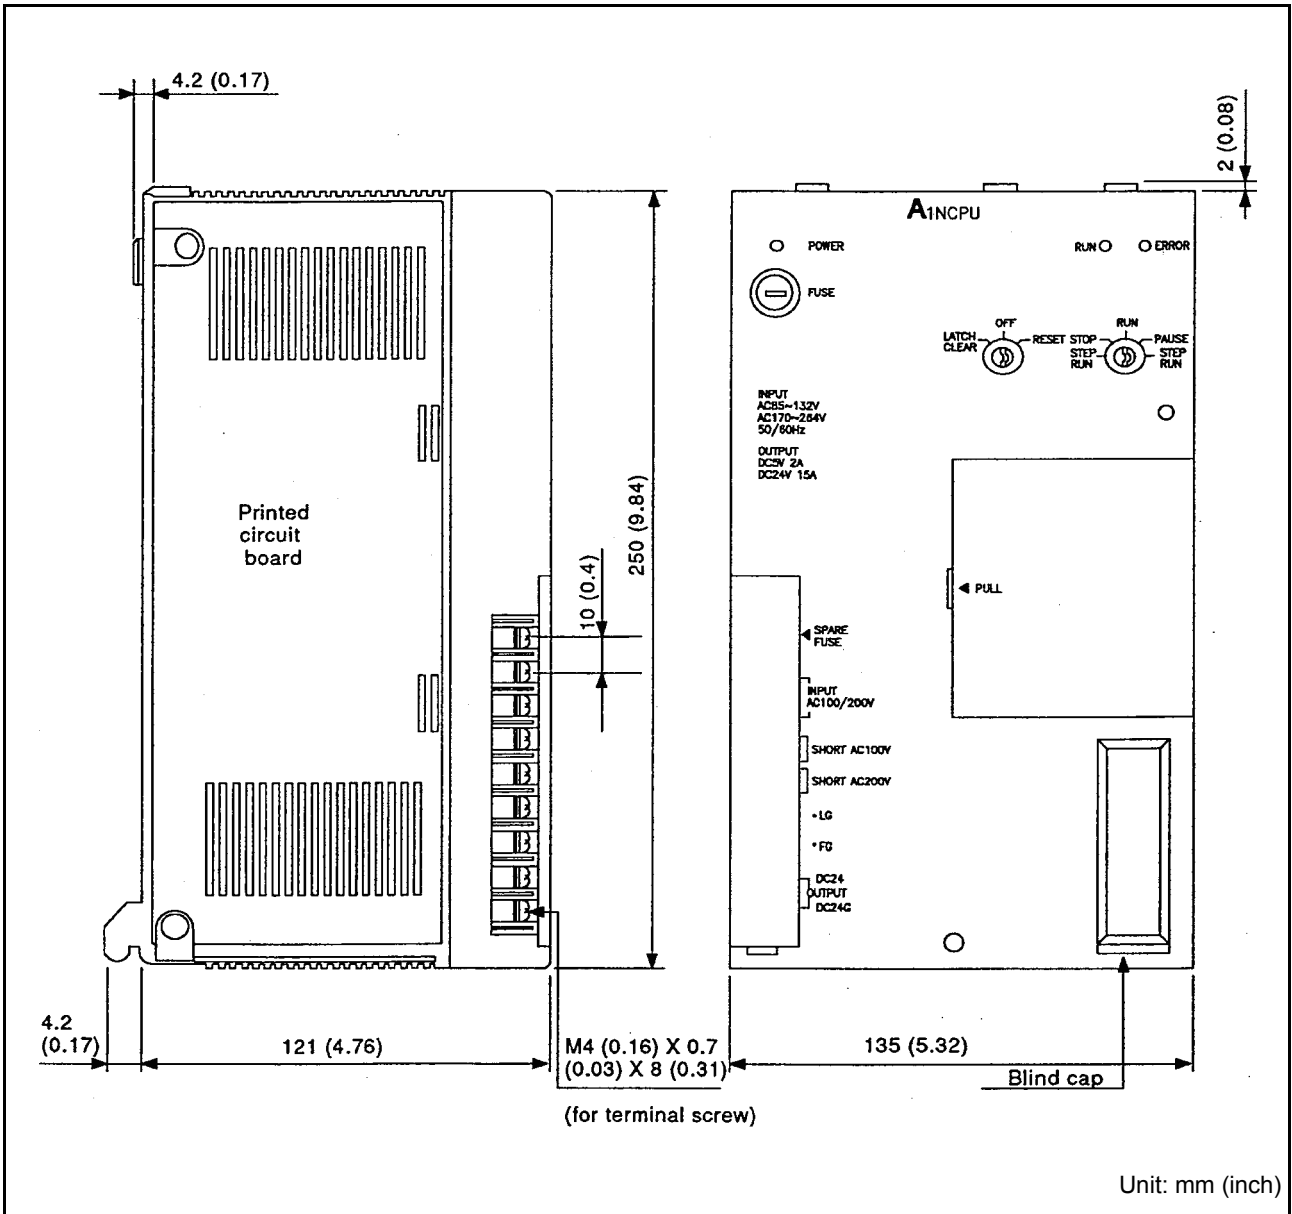 4.2 (0.17)
2 (0.08)
A1NCPU
POWER
RUN
ERROR
FUSE
OFF
LATCH
CLEAR
RESET
RUN
STOP
PAUSE
STEP
RUN
STEP
RUN
INPUT
AC85~132V
AC170~264V
50/60Hz
OUTPUT
DC5V 2A
DC24V 15A
Printed
circuit
board
250 (9.84)
10 (0.4)
PULL
SPARE
FUSE
INPUT
AC100/200V
SHORT AC100V
SHORT AC200V
LG
FG
DC24
OUTPUT
DC24G
4.2
(0.17)
121 (4.76)
M4 (0.16) X 0.7
(0.03) X 8 (0.31)
(for terminal screw)
135 (5.32)
Blind cap
Unit: mm (inch)